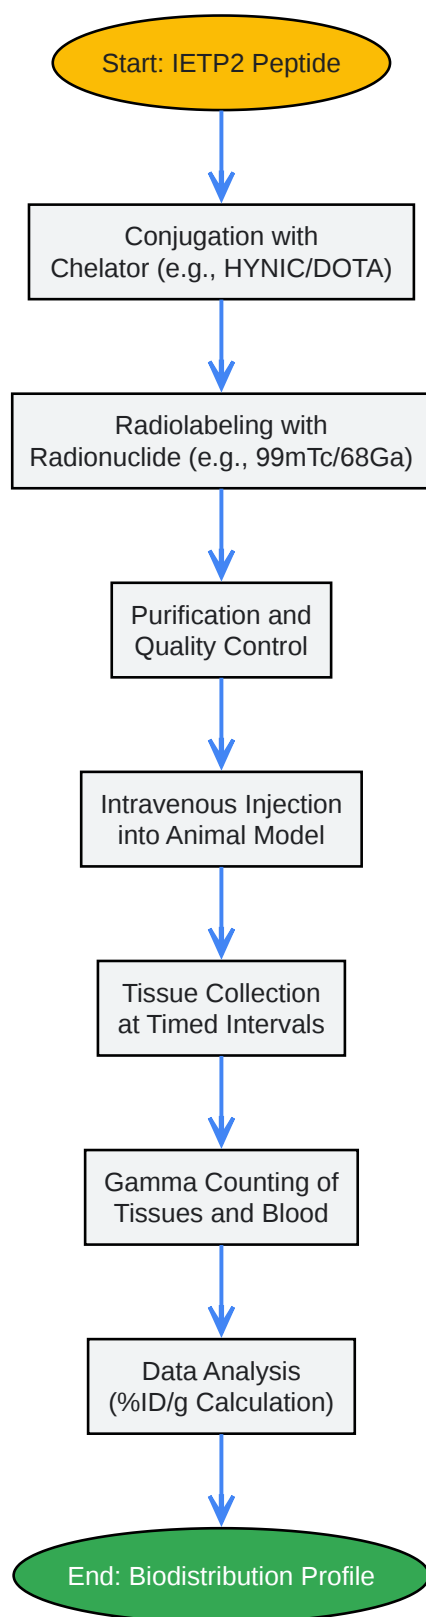 Start: IETP2 Peptide
Conjugation with
Chelator (e.g., HYNIC/DOTA)
Radiolabeling with
Radionuclide (e.g., 99mTc/68Ga)
Purification and
Quality Control
Intravenous Injection
into Animal Model
Tissue Collection
at Timed Intervals
Gamma Counting of
Tissues and Blood
Data Analysis
(%ID/g Calculation)
End: Biodistribution Profile